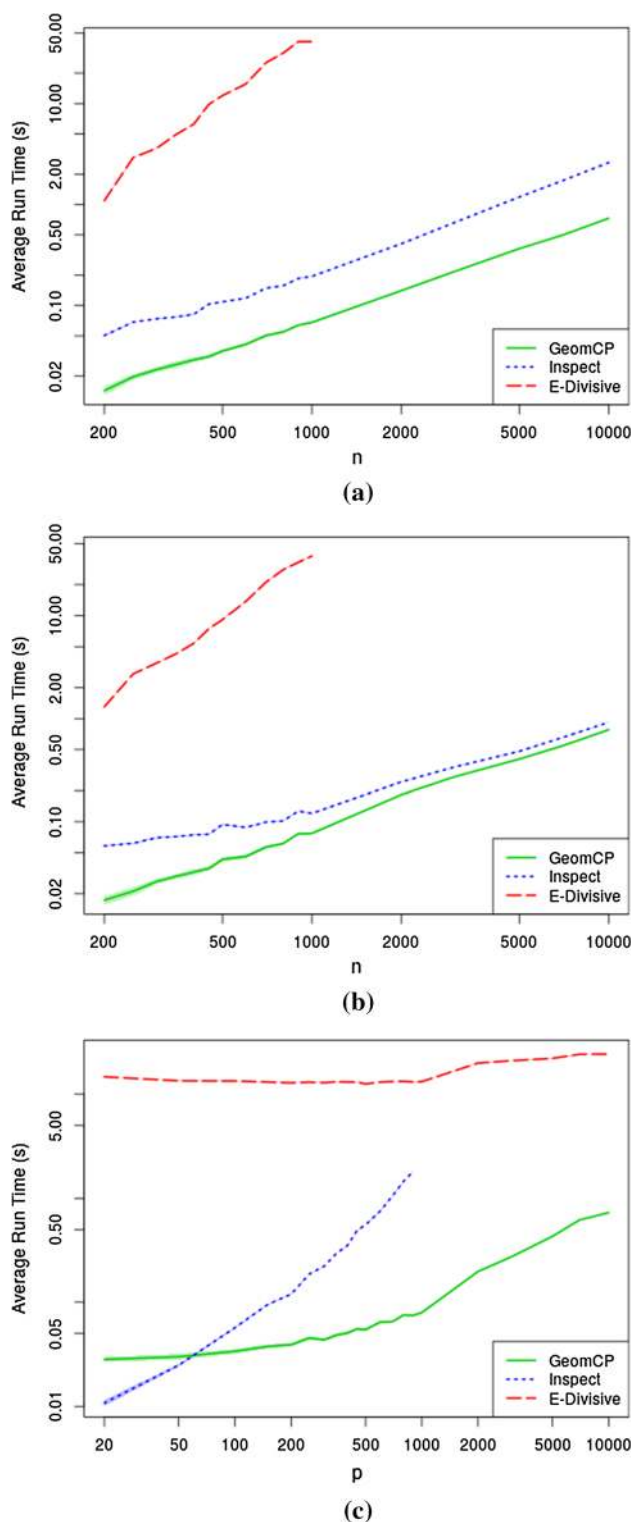 Average Run Time (s)
50.00
10.00
2.00
0.50
0.10
0.02
GeomCP
Inspect
E-Divisive
200 500 1000 2000 5000 10000
n
(a)
Average Run Time (s)
50.00
10.00
2.00
0.50
0.10
0.02
GeomCP
Inspect
E-Divisive
200 500 1000 2000 5000 10000
n
(b)
Average Run Time (s)
5.00
0.50
0.05
0.01
GeomCP
Inspect
E-Divisive
20 50 100 200 500 1000 2000 5000 10000
p
(c)